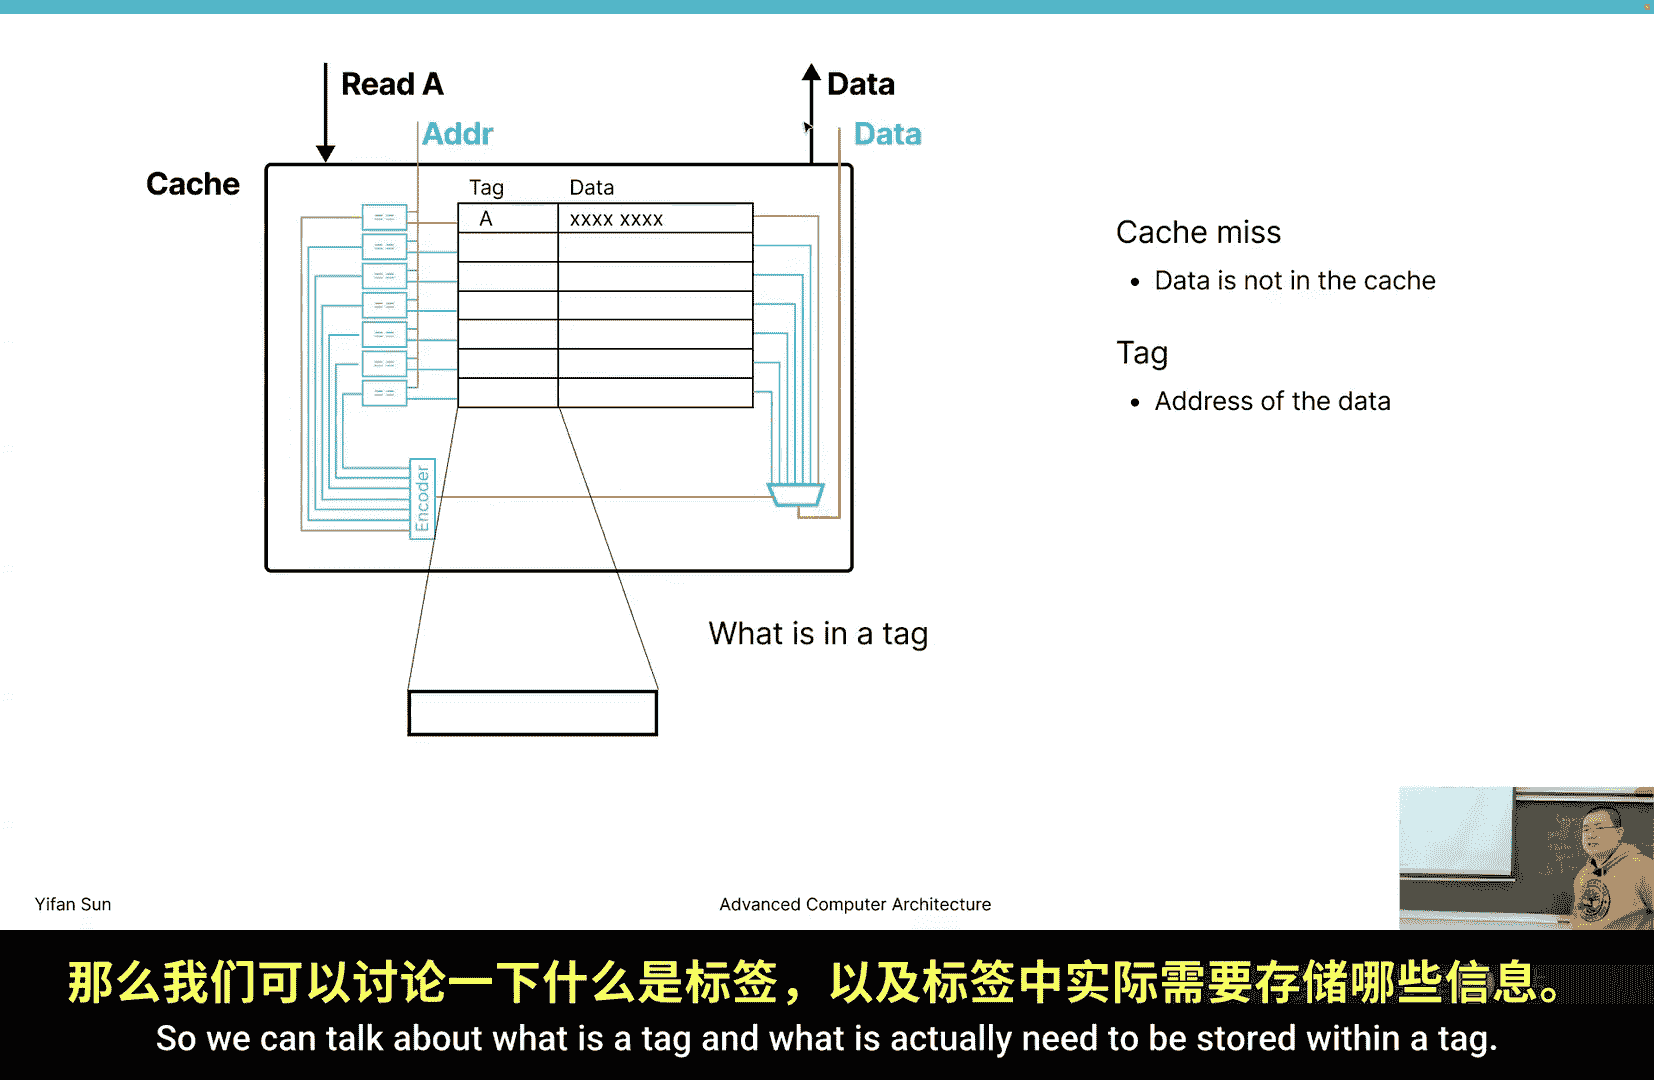 Read A
Data
Addr
Data
Cache
Tag
Data
A
xxxx xxxx
==
==
==
==
==
==
==
Encoder
Cache miss
• Data is not in the cache
Tag
• Address of the data
What is in a tag
Yifan Sun
Advanced Computer Architecture
那么我们可以讨论一下什么是标签，以及标签中实际需要存储哪些信息。
So we can talk about what is a tag and what is actually need to be stored within a tag.